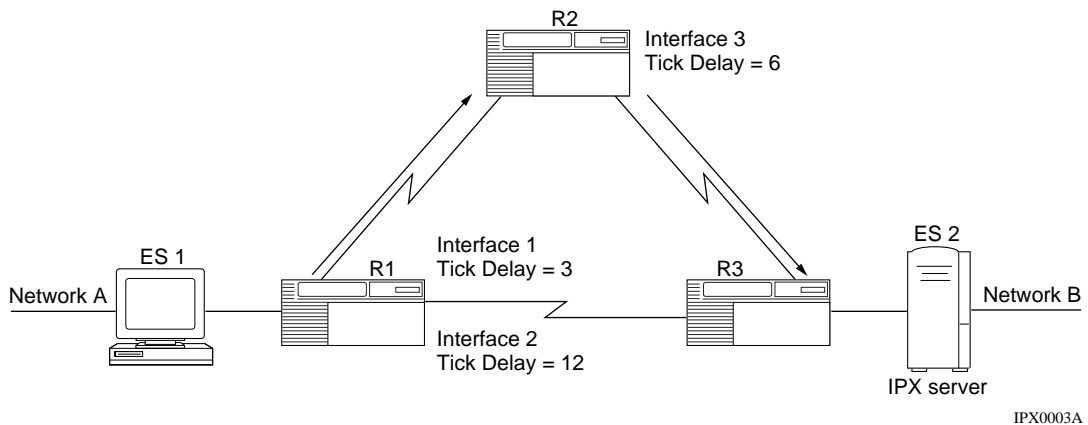 R2
Interface 3
Tick Delay = 6
ES 1
Interface 1
Tick Delay = 3
R1
R3
ES 2
Network A
Network B
Interface 2
Tick Delay = 12
IPX server
IPX0003A